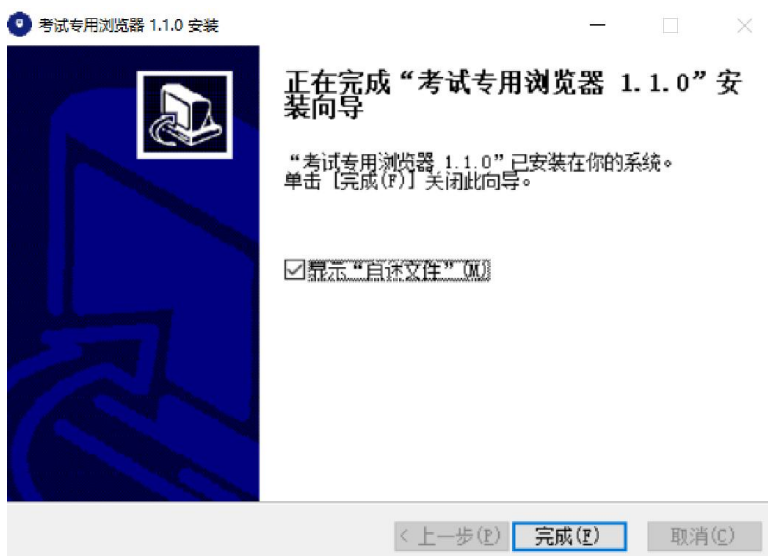 考试专用浏览器 1.1.0 安装
正在完成“考试专用浏览器 1.1.0”安
装向导
“考试专用浏览器 1.1.0”已安装在你的系统。
单击 [完成(F)] 关闭此向导。
显示“自述文件”(M)
< 上一步(P)
完成(F)
取消(C)